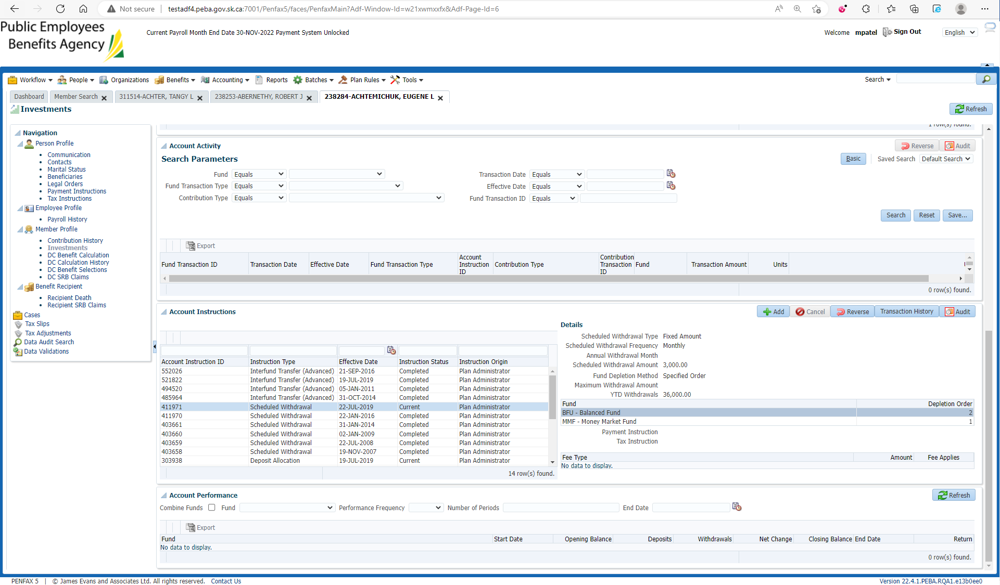 Not secure | testadf4.peba.gov.sk.ca:7001/Penfax5/faces/PenfaxMain?Adf-Window-Id=w21xwmxxfx&Adf-Page-Id=6
Public Employees
Benefits Agency
Current Payroll Month End Date 30-NOV-2022 Payment System Unlocked
Welcome mpatel Sign Out English
Workflow People Organizations Benefits Accounting Reports Batches Plan Rules Tools Search
Dashboard Member Search 311514-ACHTER, TANGY L 238253-ABERNETHY, ROBERT J 238284-ACHTEMICHUK, EUGENE L
Investments Refresh
Navigation
Person Profile
Communication
Contacts
Marital Status
Beneficiaries
Legal Orders
Payment Instructions
Tax Instructions
Employee Profile
Payroll History
Member Profile
Contribution History
Investments
DC Benefit Calculation
DC Calculation History
DC Benefit Selections
DC SRB Claims
Benefit Recipient
Recipient Death
Recipient SRB Claims
Cases
Tax Slips
Tax Adjustments
Data Audit Search
Data Validations
1 row(s) found.
Account Activity Reverse Audit
Search Parameters Basic Saved Search Default Search
Fund Equals Transaction Date Equals
Fund Transaction Type Equals Effective Date Equals
Contribution Type Equals Fund Transaction ID Equals
Search Reset Save...
Export
Fund Transaction ID Transaction Date Effective Date Fund Transaction Type Account Instruction ID Contribution Type Contribution Transaction ID Fund Transaction Amount Units
0 row(s) found.
Account Instructions Add Cancel Reverse Transaction History Audit
Account Instruction ID Instruction Type Effective Date Instruction Status Instruction Origin
552026 Interfund Transfer (Advanced) 21-SEP-2016 Completed Plan Administrator
521822 Interfund Transfer (Advanced) 19-JUL-2019 Completed Plan Administrator
494520 Interfund Transfer (Advanced) 05-JAN-2011 Completed Plan Administrator
485964 Interfund Transfer (Advanced) 31-OCT-2014 Completed Plan Administrator
411971 Scheduled Withdrawal 22-JUL-2019 Current Plan Administrator
411970 Scheduled Withdrawal 22-JAN-2016 Completed Plan Administrator
403661 Scheduled Withdrawal 31-JAN-2014 Completed Plan Administrator
403660 Scheduled Withdrawal 02-JAN-2009 Completed Plan Administrator
403659 Scheduled Withdrawal 22-JUL-2008 Completed Plan Administrator
403658 Scheduled Withdrawal 19-NOV-2007 Completed Plan Administrator
303938 Deposit Allocation 19-JUL-2019 Current Plan Administrator
14 row(s) found.
Details
Scheduled Withdrawal Type Fixed Amount
Scheduled Withdrawal Frequency Monthly
Annual Withdrawal Month
Scheduled Withdrawal Amount 3,000.00
Fund Depletion Method Specified Order
Maximum Withdrawal Amount
YTD Withdrawals 36,000.00
Fund Depletion Order
BFU - Balanced Fund 2
MMF - Money Market Fund 1
Payment Instruction
Tax Instruction
Fee Type Amount Fee Applies
No data to display.
Account Performance Refresh
Combine Funds Fund Performance Frequency Number of Periods End Date
Export
Fund Start Date Opening Balance Deposits Withdrawals Net Change Closing Balance End Date Return
No data to display.
0 row(s) found.
PENFAX 5 | © James Evans and Associates Ltd. All rights reserved. Contact Us Version 22.4.1.PEBA.RQA1.e13b0ee0